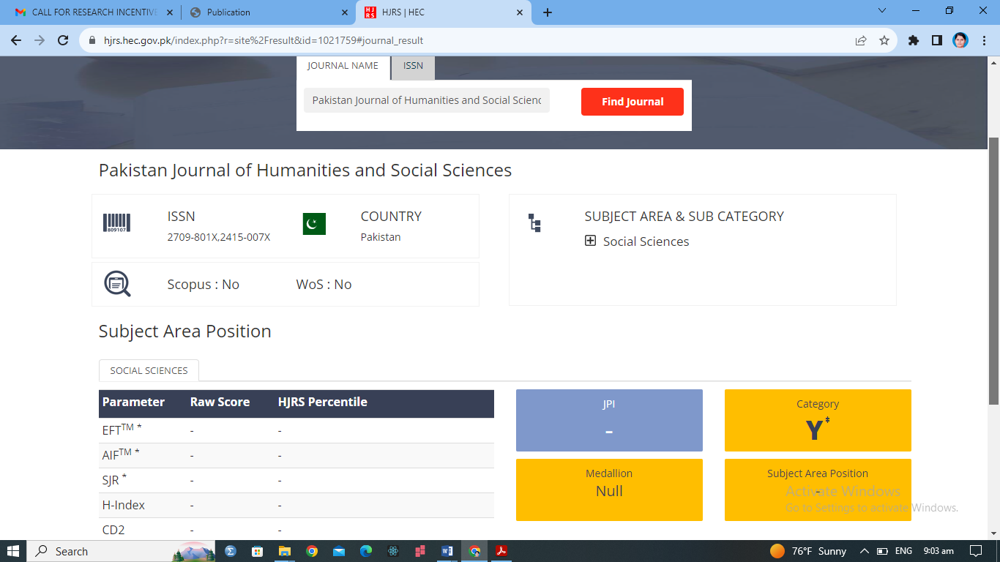 CALL FOR RESEARCH INCENTIVE
Publication
HJRS | HEC
hjrs.hec.gov.pk/index.php?r=site%2Fresult&id=1021759#journal_result
JOURNAL NAME
ISSN
Pakistan Journal of Humanities and Social Scienc
Find Journal
Pakistan Journal of Humanities and Social Sciences
809107
ISSN
2709-801X,2415-007X
COUNTRY
Pakistan
SUBJECT AREA & SUB CATEGORY
Social Sciences
Scopus : No
WoS : No
Subject Area Position
SOCIAL SCIENCES
Parameter Raw Score HJRS Percentile
EFT™ * - -
AIF™ * - -
SJR * - -
H-Index - -
CD2 - -
JPI
–
Category
Y ‡
Medallion
Null
Subject Area Position
-
Activate Windows
Go to Settings to activate Windows.
Search
76°F Sunny
ENG
9:03 am